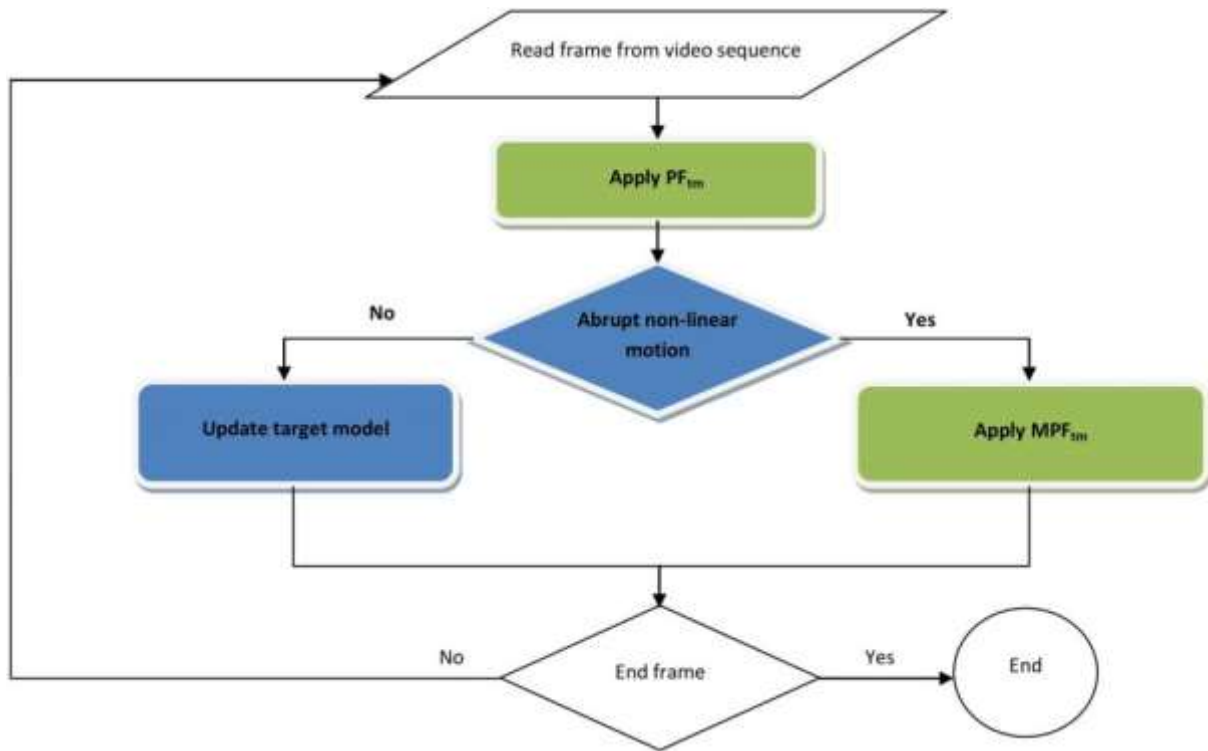 Read frame from video sequence
Apply PFtm
No
Abrupt non-linear
motion
Yes
Update target model
Apply MPFtm
No
End frame
Yes
End